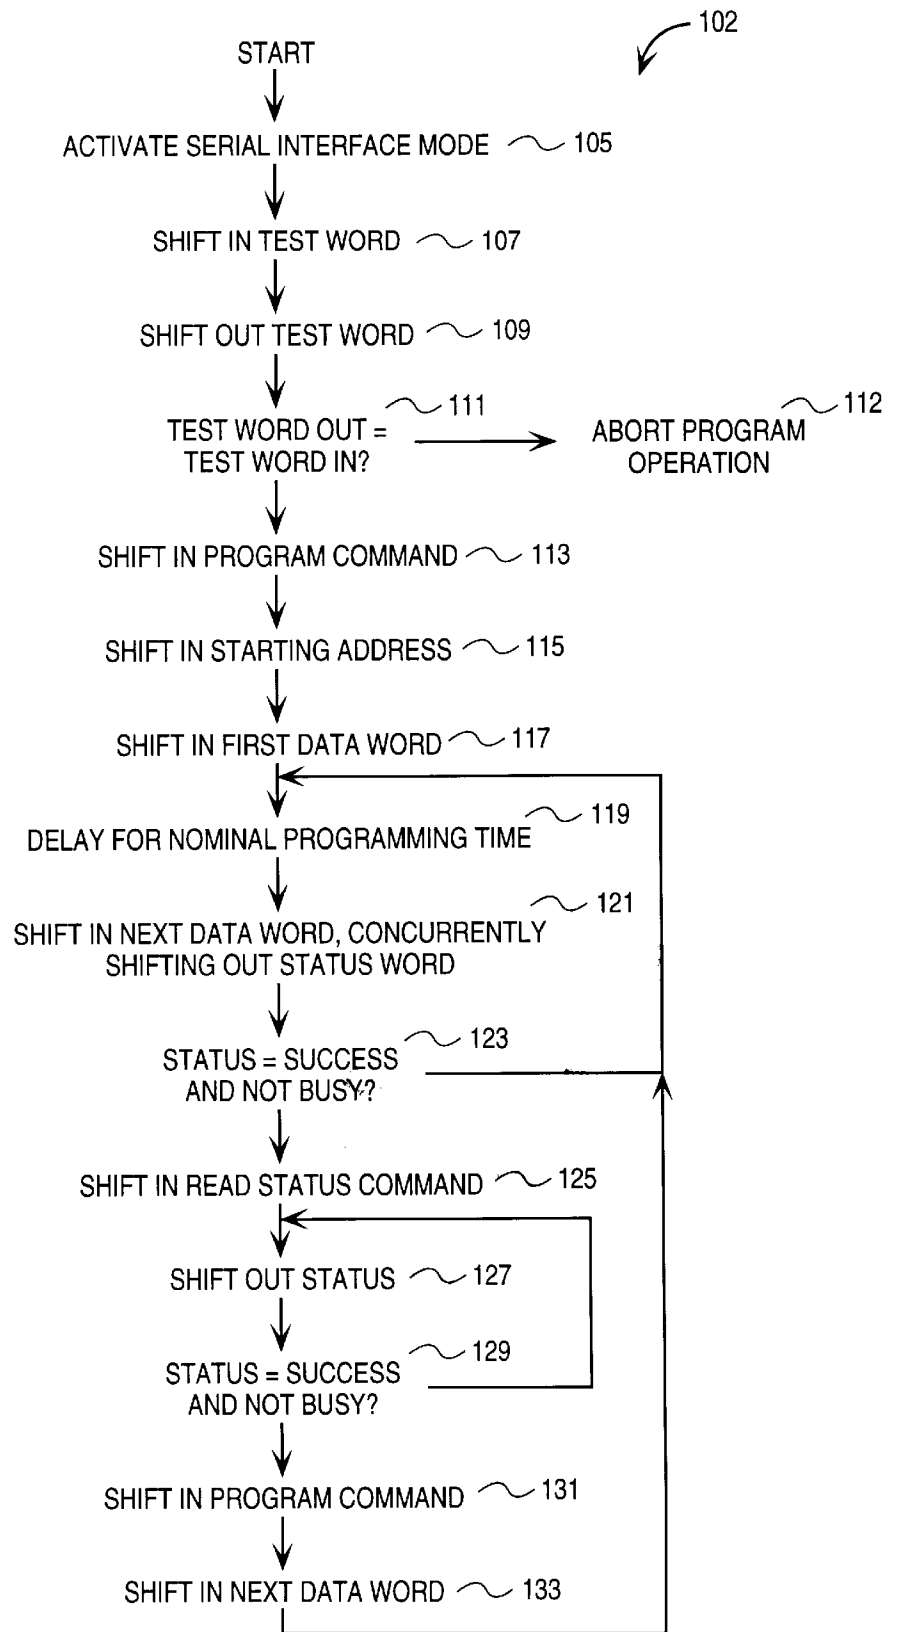 102
START
ACTIVATE SERIAL INTERFACE MODE 105
SHIFT IN TEST WORD 107
SHIFT OUT TEST WORD 109
TEST WORD OUT = 111
TEST WORD IN?
ABORT PROGRAM 112
OPERATION
SHIFT IN PROGRAM COMMAND 113
SHIFT IN STARTING ADDRESS 115
SHIFT IN FIRST DATA WORD 117
DELAY FOR NOMINAL PROGRAMMING TIME 119
SHIFT IN NEXT DATA WORD, CONCURRENTLY 121
SHIFTING OUT STATUS WORD
STATUS = SUCCESS 123
AND NOT BUSY?
SHIFT IN READ STATUS COMMAND 125
SHIFT OUT STATUS 127
STATUS = SUCCESS 129
AND NOT BUSY?
SHIFT IN PROGRAM COMMAND 131
SHIFT IN NEXT DATA WORD 133